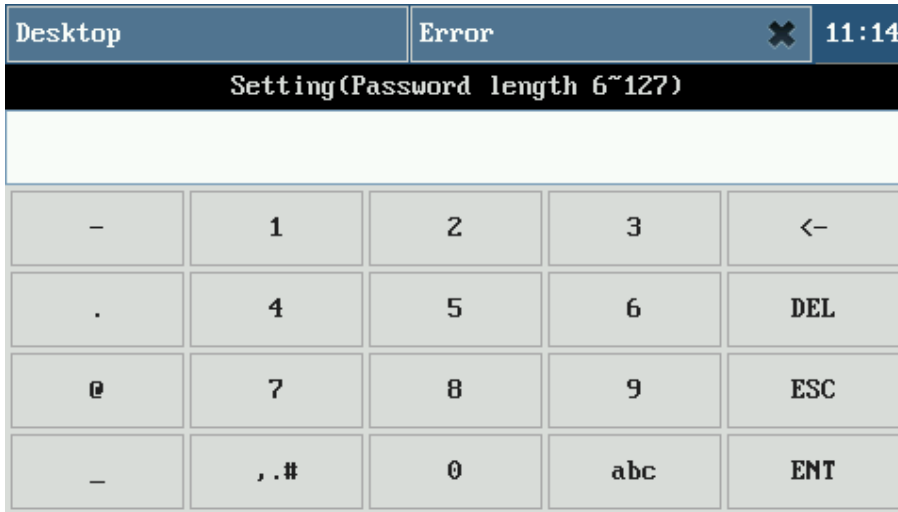 Desktop Error 11:14
Setting(Password length 6~127)
- 1 2 3 <-
. 4 5 6 DEL
@ 7 8 9 ESC
_ ,.# 0 abc ENT